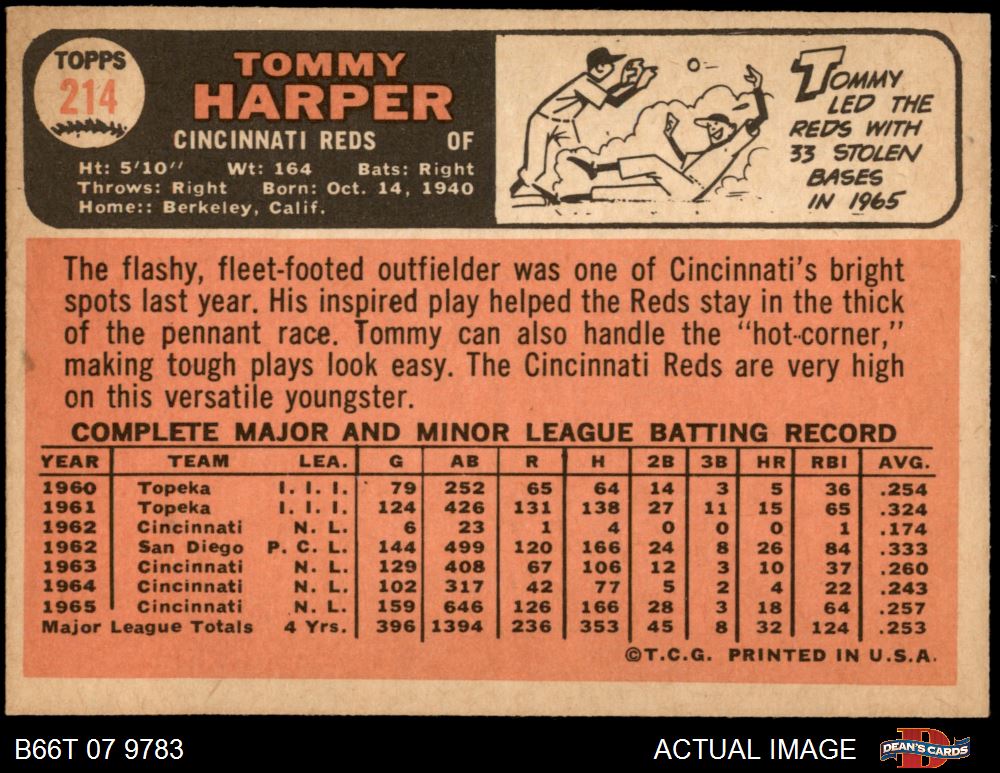 TOPPS
214
TOMMY
HARPER
CINCINNATI REDS OF
Ht: 5'10'' Wt: 164 Bats: Right
Throws: Right Born: Oct. 14, 1940
Home:: Berkeley, Calif.
TOMMY
LED THE
REDS WITH
33 STOLEN
BASES
IN 1965
The flashy, fleet-footed outfielder was one of Cincinnati's bright
spots last year. His inspired play helped the Reds stay in the thick
of the pennant race. Tommy can also handle the "hot-corner,"
making tough plays look easy. The Cincinnati Reds are very high
on this versatile youngster.
COMPLETE MAJOR AND MINOR LEAGUE BATTING RECORD
YEAR TEAM LEA. G AB R H 2B 3B HR RBI AVG.
1960 Topeka I. I. I. 79 252 65 64 14 3 5 36 .254
1961 Topeka I. I. I. 124 426 131 138 27 11 15 65 .324
1962 Cincinnati N. L. 6 23 1 4 0 0 0 1 .174
1962 San Diego P. C. L. 144 499 120 166 24 8 26 84 .333
1963 Cincinnati N. L. 129 408 67 106 12 3 10 37 .260
1964 Cincinnati N. L. 102 317 42 77 5 2 4 22 .243
1965 Cincinnati N. L. 159 646 126 166 28 3 18 64 .257
Major League Totals 4 Yrs. 396 1394 236 353 45 8 32 124 .253
©T.C.G. PRINTED IN U.S.A.
B66T 07 9783 ACTUAL IMAGE DEAN'S CARDS